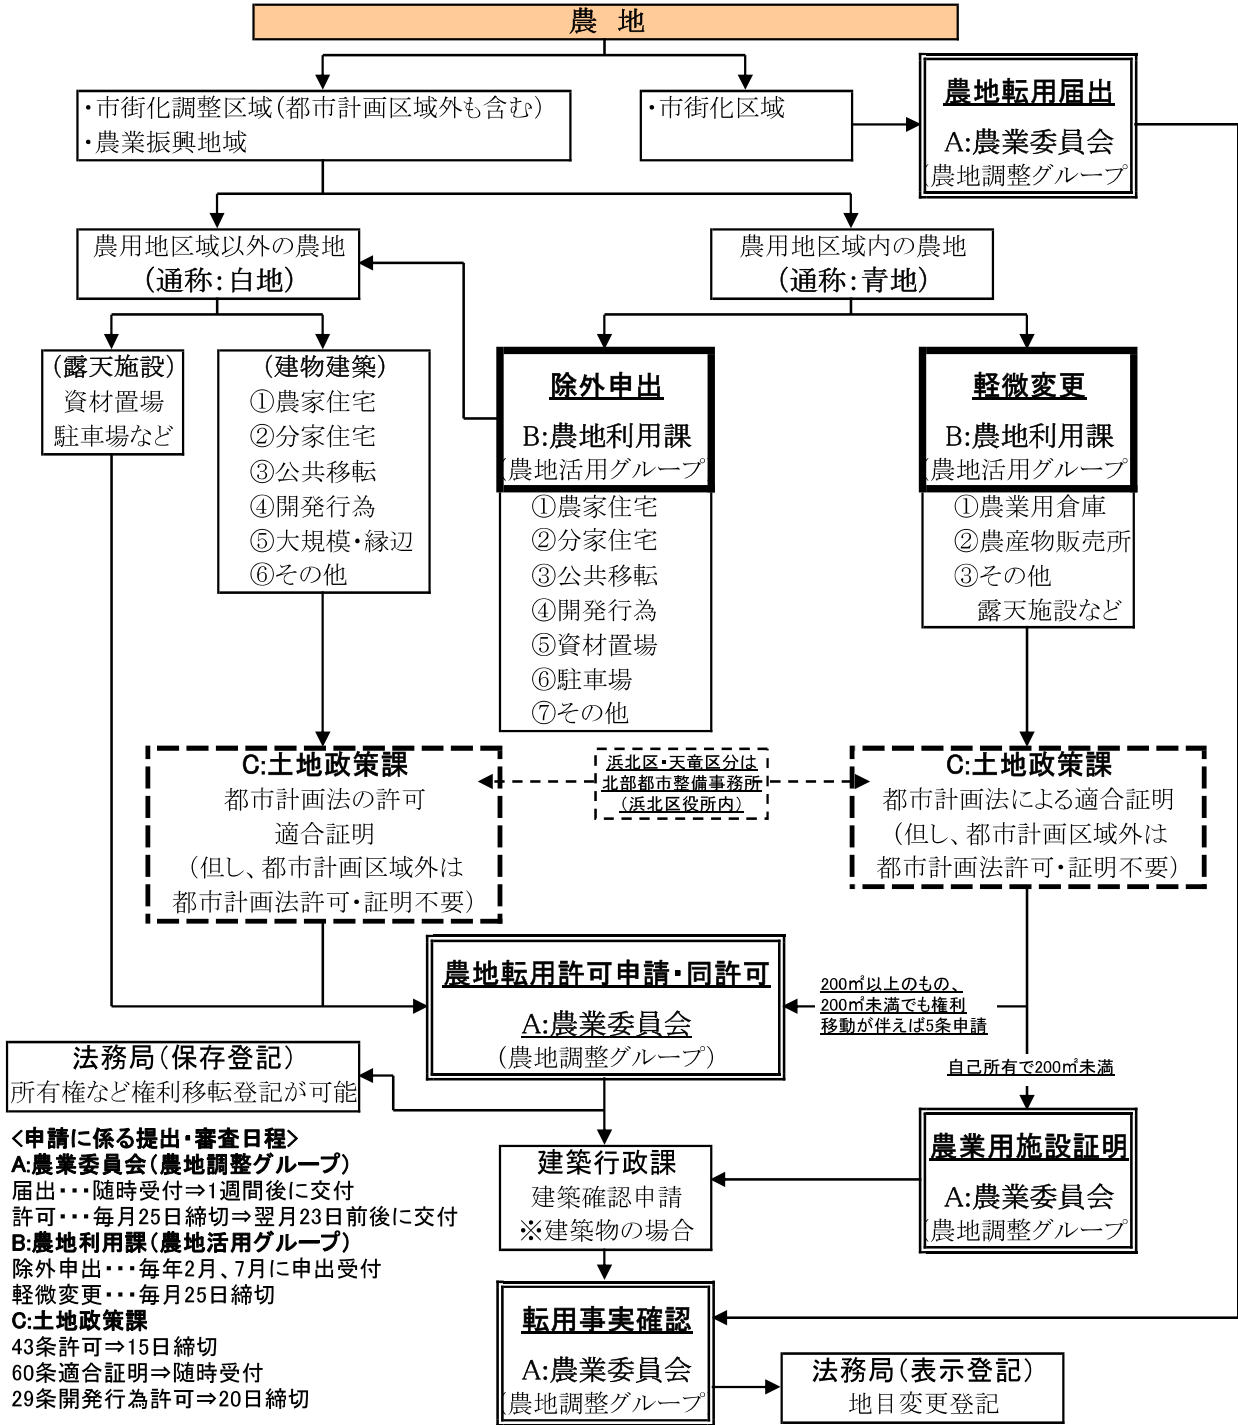 農 地
・市街化調整区域(都市計画区域外も含む)
・農業振興地域
・市街化区域
農地転用届出
A:農業委員会
(農地調整グループ
農用地区域以外の農地
(通称:白地)
農用地区域内の農地
(通称:青地)
(露天施設)
資材置場
駐車場など
(建物建築)
①農家住宅
②分家住宅
③公共移転
④開発行為
⑤大規模・縁辺
⑥その他
除外申出
B:農地利用課
(農地活用グループ
①農家住宅
②分家住宅
③公共移転
④開発行為
⑤資材置場
⑥駐車場
⑦その他
軽微変更
B:農地利用課
(農地活用グループ
①農業用倉庫
②農産物販売所
③その他
露天施設など
C:土地政策課
都市計画法の許可
適合証明
(但し、都市計画区域外は
都市計画法許可・証明不要)
浜北区・天竜区分は
北部都市整備事務所
(浜北区役所内)
C:土地政策課
都市計画法による適合証明
(但し、都市計画区域外は
都市計画法許可・証明不要)
農地転用許可申請・同許可
A:農業委員会
(農地調整グループ)
200㎡以上のもの、
200㎡未満でも権利
移動が伴えば5条申請
自己所有で200㎡未満
法務局(保存登記)
所有権など権利移転登記が可能
建築行政課
建築確認申請
※建築物の場合
農業用施設証明
A:農業委員会
(農地調整グループ
転用事実確認
A:農業委員会
(農地調整グループ
法務局(表示登記)
地目変更登記
<申請に係る提出・審査日程>
A:農業委員会(農地調整グループ)
届出・・・随時受付⇒1週間後に交付
許可・・・毎月25日締切⇒翌月23日前後に交付
B:農地利用課(農地活用グループ)
除外申出・・・毎年2月、7月に申出受付
軽微変更・・・毎月25日締切
C:土地政策課
43条許可⇒15日締切
60条適合証明⇒随時受付
29条開発行為許可⇒20日締切